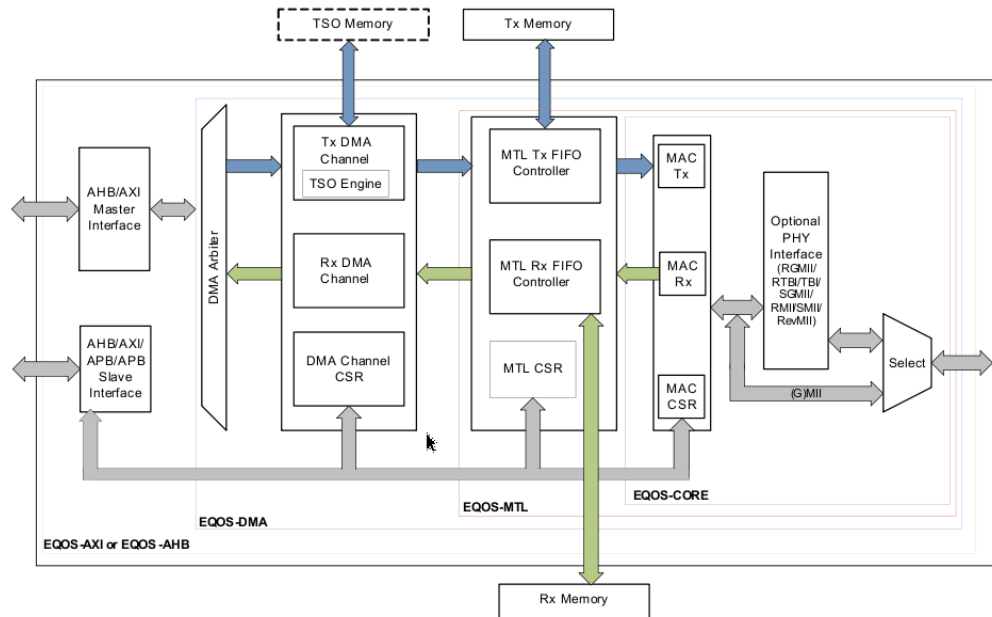 TSO Memory
Tx Memory
Tx DMA
Channel
TSO Engine
MTL Tx FIFO
Controller
MAC
Tx
AHB/AXI
Master
Interface
DMA Arbiter
Rx DMA
Channel
MTL Rx FIFO
Controller
MAC
Rx
Optional
PHY
Interface
(RGMII/
RTBI/TBI/
SGMII/
RMII/SMII/
RevMII)
AHB/AXI/
APB/APB
Slave
Interface
DMA Channel
CSR
MTL CSR
MAC
CSR
Select
(G)MII
EQOS-CORE
EQOS-MTL
EQOS-DMA
EQOS-AXI or EQOS-AHB
Rx Memory